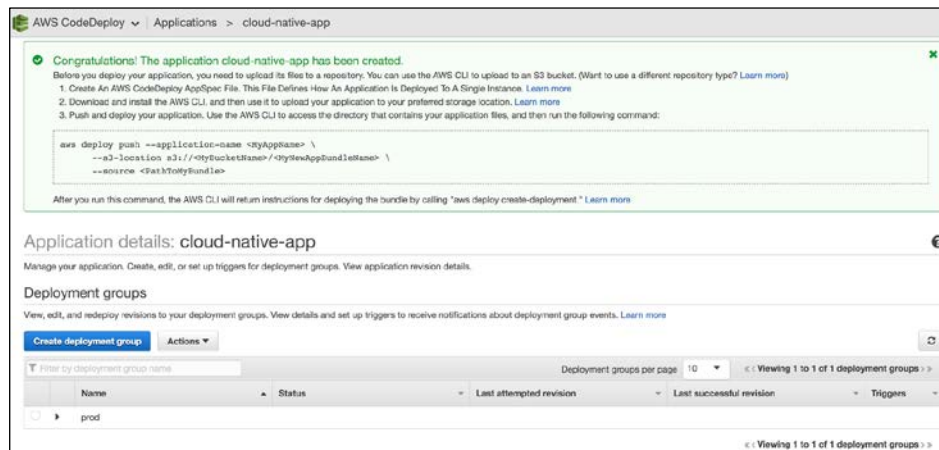 AWS CodeDeploy Applications > cloud-native-app
Congratulations! The application cloud-native-app has been created.
Before you deploy your application, you need to upload its files to a repository. You can use the AWS CLI to upload to an S3 bucket. (Want to use a different repository type? Learn more)
1. Create An AWS CodeDeploy AppSpec File. This File Defines How An Application Is Deployed To A Single Instance. Learn more
2. Download and install the AWS CLI, and then use it to upload your application to your preferred storage location. Learn more
3. Push and deploy your application. Use the AWS CLI to access the directory that contains your application files, and then run the following command:
aws deploy push --application-name <MyAppName> \
--s3-location s3://<MyBucketName>/<MyNewAppBundleName> \
--source <PathToMyBundle>
After you run this command, the AWS CLI will return instructions for deploying the bundle by calling "aws deploy create-deployment." Learn more
Application details: cloud-native-app
Manage your application. Create, edit, or set up triggers for deployment groups. View application revision details.
Deployment groups
View, edit, and redeploy revisions to your deployment groups. View details and set up triggers to receive notifications about deployment group events. Learn more
Create deployment group Actions
Filter by deployment group name Deployment groups per page 10 «‹ Viewing 1 to 1 of 1 deployment groups ›»
Name Status Last attempted revision Last successful revision Triggers
prod
«‹ Viewing 1 to 1 of 1 deployment groups ›»